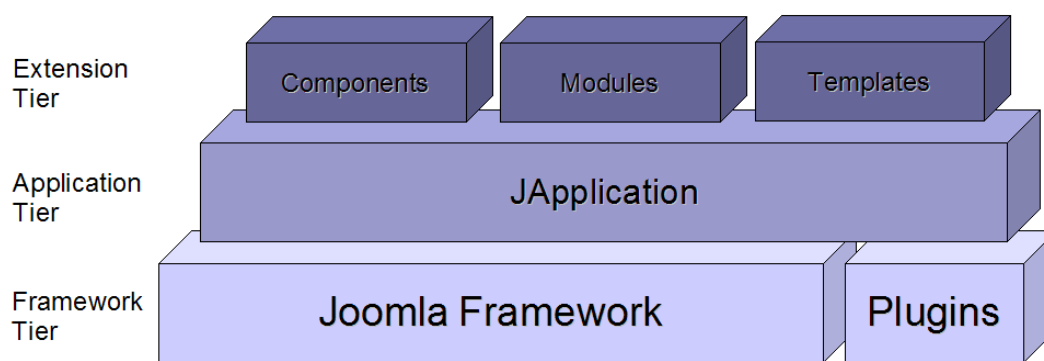 Extension
Tier
Components
Modules
Templates
Application
Tier
JApplication
Framework
Tier
Joomla Framework
Plugins